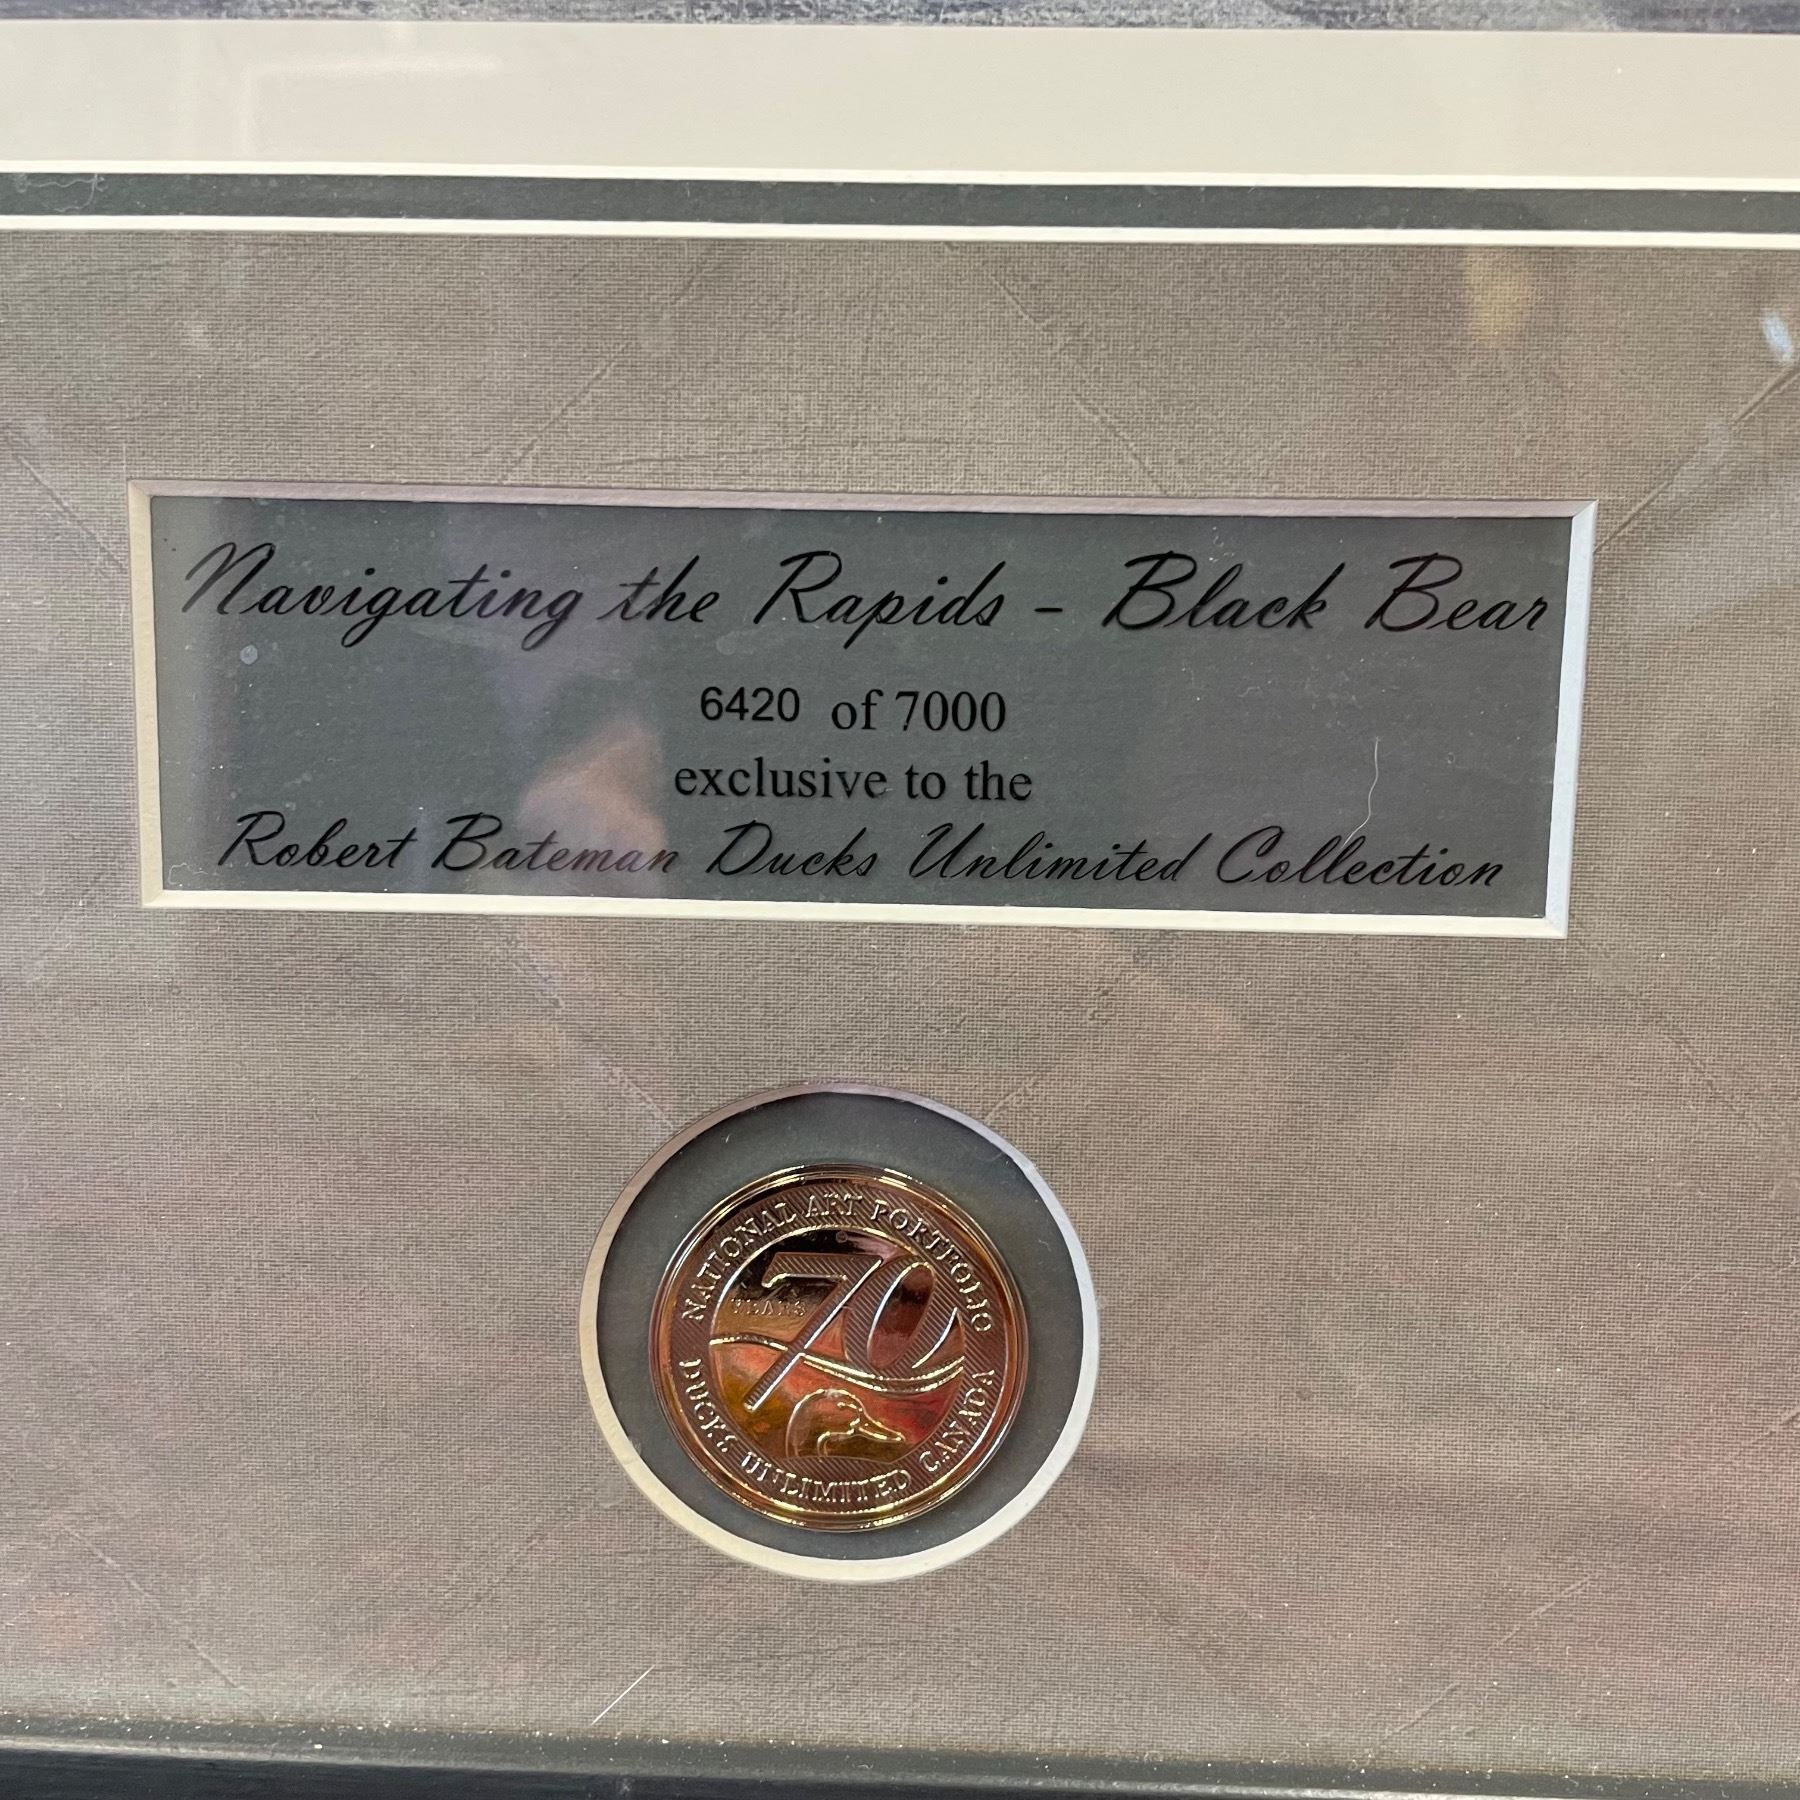 Navigating the Rapids - Black Bear
6420 of 7000
exclusive to the
Robert Bateman Ducks Unlimited Collection
NATIONAL ART PORTFOLIO
70
YEARS
DUCKS UNLIMITED CANADA